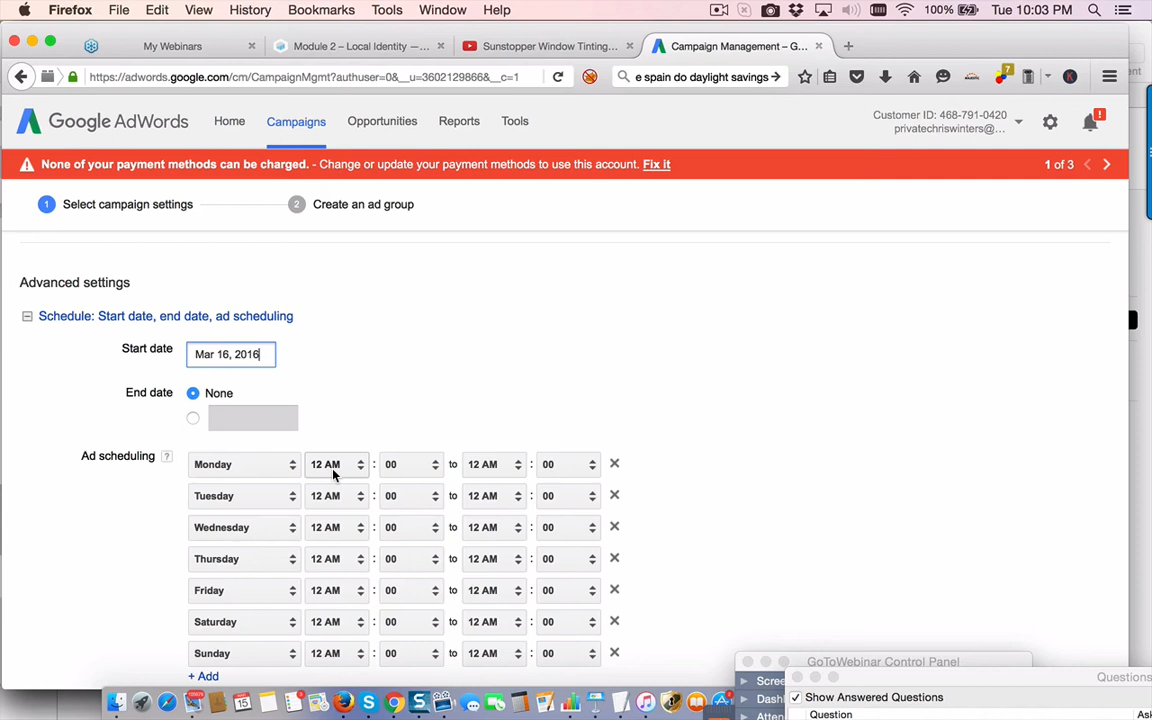 Firefox File Edit View History Bookmarks Tools Window Help 100% Tue 10:03 PM
My Webinars Module 2 – Local Identity —... Sunstopper Window Tinting... Campaign Management – G...
https://adwords.google.com/cm/CampaignMgmt?authuser=0&__u=3602129866&__c=1 e spain do daylight savings 7
Google AdWords Home Campaigns Opportunities Reports Tools Customer ID: 468-791-0420
privatechriswinters@... !
None of your payment methods can be charged. - Change or update your payment methods to use this account. Fix it 1 of 3
1 Select campaign settings 2 Create an ad group
Advanced settings
Schedule: Start date, end date, ad scheduling
Start date Mar 16, 2016
End date None
Ad scheduling ?
Monday 12 AM : 00 to 12 AM : 00
Tuesday 12 AM : 00 to 12 AM : 00
Wednesday 12 AM : 00 to 12 AM : 00
Thursday 12 AM : 00 to 12 AM : 00
Friday 12 AM : 00 to 12 AM : 00
Saturday 12 AM : 00 to 12 AM : 00
Sunday 12 AM : 00 to 12 AM : 00
+ Add
GoToWebinar Control Panel
Questions
Show Answered Questions
Question